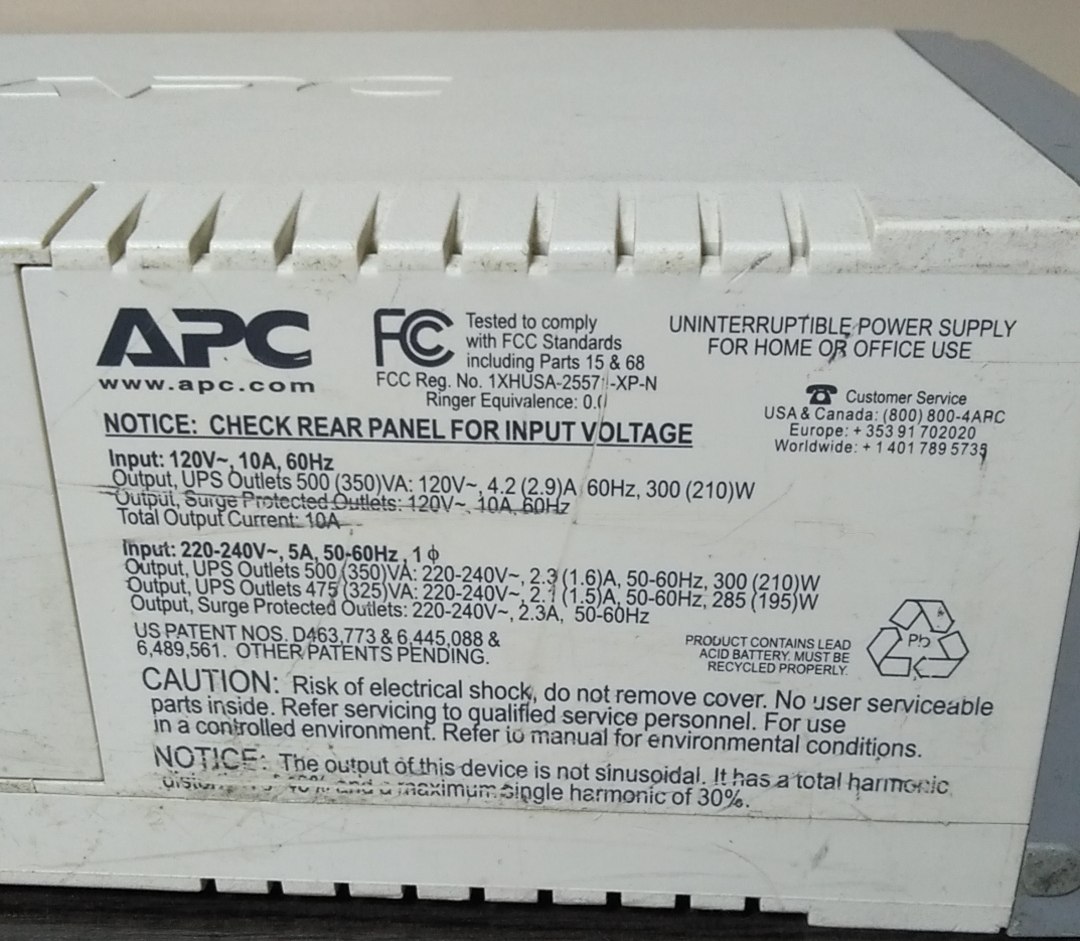 APC
www.apc.com
FC
Tested to comply
with FCC Standards
including Parts 15 & 68
FCC Reg. No. 1XHUSA-2557 -XP-N
Ringer Equivalence:
UNINTERRUPTIBLE POWER SUPPLY
FOR HOME OR OFFICE USE
Customer Service
USA & Canada: (800) 800-4APC
Europe: + 353 91 702020
Worldwide: + 1 401 789 5735
NOTICE: CHECK REAR PANEL FOR INPUT VOLTAGE
Input: 120V~, 10A, 60Hz
Output, UPS Outlets 500 (350)VA: 120V~, 4.2 (2.9)A 60Hz, 300 (210)W
Output, Surge Protected Outlets: 120V~, 10A, 60Hz
Total Output Current: 10A
Input: 220-240V~, 5A, 50-60Hz , 1 ϕ
Output, UPS Outlets 500 (350)VA: 220-240V~, 2.3 (1.6)A, 50-60Hz, 300 (210)W
Output, UPS Outlets 475 (325)VA: 220-240V~, 2.1 (1.5)A, 50-60Hz, 285 (195)W
Output, Surge Protected Outlets: 220-240V~, 2.3A, 50-60Hz
US PATENT NOS. D463,773 & 6,445,088 &
6,489,561. OTHER PATENTS PENDING.
PRODUCT CONTAINS LEAD
ACID BATTERY. MUST BE
RECYCLED PROPERLY.
Pb
CAUTION: Risk of electrical shock, do not remove cover. No user serviceable
parts inside. Refer servicing to qualified service personnel. For use
in a controlled environment. Refer to manual for environmental conditions.
NOTICE: The output of this device is not sinusoidal. It has a total harmonic
and a maximum single harmonic of 30%.